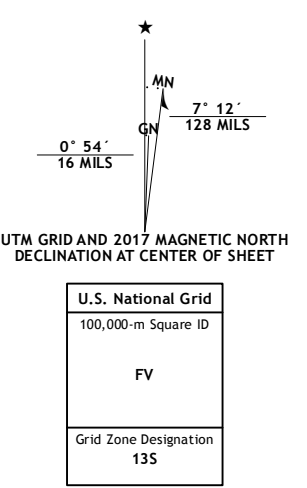 ★
MN
7° 12´
128 MILS
GN
0° 54´
16 MILS
UTM GRID AND 2017 MAGNETIC NORTH
DECLINATION AT CENTER OF SHEET
U.S. National Grid
100,000-m Square ID
FV
Grid Zone Designation
13S